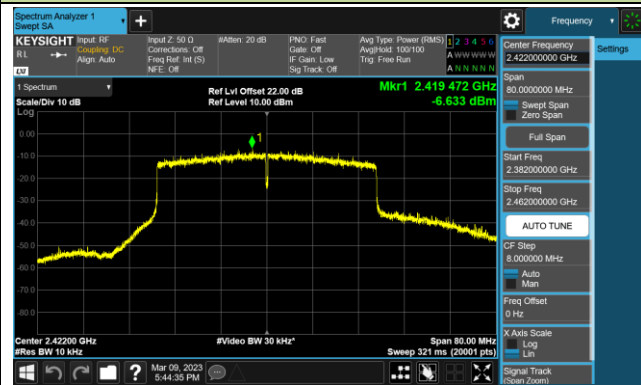 Spectrum Analyzer 1
Swept SA
+
Frequency
KEYSIGHT
RL
LXI
Input: RF
Coupling: DC
Align: Auto
Input Z: 50 Ω
Corrections: Off
Freq Ref: Int (S)
NFE: Off
#Atten: 20 dB
PNO: Fast
Gate: Off
IF Gain: Low
Sig Track: Off
Avg Type: Power (RMS)
Avg|Hold: 100/100
Trig: Free Run
1 2 3 4 5 6
A W W W W W
A N N N N N
1 Spectrum
Scale/Div 10 dB
Ref Lvl Offset 22.00 dB
Ref Level 10.00 dBm
Mkr1 2.419 472 GHz
-6.633 dBm
Log
1
0.00
-10.0
-20.0
-30.0
-40.0
-50.0
-60.0
-70.0
-80.0
Center 2.42200 GHz
#Res BW 10 kHz
#Video BW 30 kHz*
Span 80.00 MHz
Sweep 321 ms (20001 pts)
?
Mar 09, 2023
5:44:35 PM
Center Frequency
2.422000000 GHz
Settings
Span
80.0000000 MHz
Swept Span
Zero Span
Full Span
Start Freq
2.382000000 GHz
Stop Freq
2.462000000 GHz
AUTO TUNE
CF Step
8.000000 MHz
Auto
Man
Freq Offset
0 Hz
X Axis Scale
Log
Lin
Signal Track
(Span Zoom)